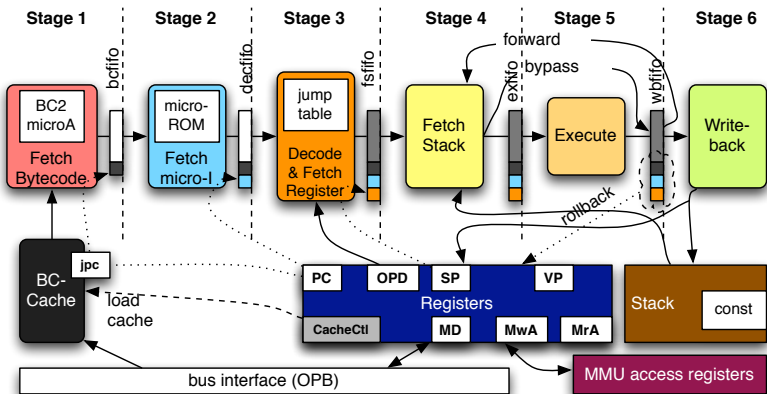 Stage 1
Stage 2
Stage 3
Stage 4
Stage 5
Stage 6
bcfifo
decfifo
fsfifo
exfifo
wbfifo
forward
bypass
BC2
microA
Fetch
Bytecode
micro-
ROM
Fetch
micro-I
jump
table
Decode
& Fetch
Register
Fetch
Stack
Execute
Write-
back
rollback
jpc
BC-
Cache
load
cache
PC
OPD
SP
VP
Registers
CacheCtl
MD
MwA
MrA
Stack
const
bus interface (OPB)
MMU access registers